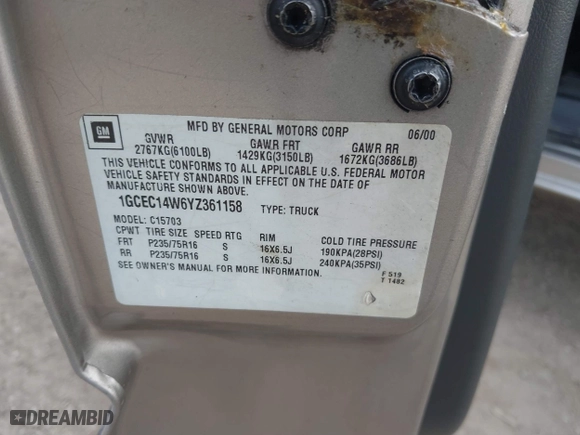 MFD BY GENERAL MOTORS CORP 06/00
GM
GVWR GAWR FRT GAWR RR
2767KG(6100LB) 1429KG(3150LB) 1672KG(3686LB)
THIS VEHICLE CONFORMS TO ALL APPLICABLE U.S. FEDERAL MOTOR
VEHICLE SAFETY STANDARDS IN EFFECT ON THE DATE OF
MANUFACTURE SHOWN ABOVE.
1GCEC14W6YZ361158 TYPE: TRUCK
MODEL: C15703
CPWT TIRE SIZE SPEED RTG RIM COLD TIRE PRESSURE
FRT P235/75R16 S 16X6.5J 190KPA(28PSI)
RR P235/75R16 S 16X6.5J 240KPA(35PSI)
SEE OWNER'S MANUAL FOR MORE INFORMATION.
F 519
T 1482
DREAMBID